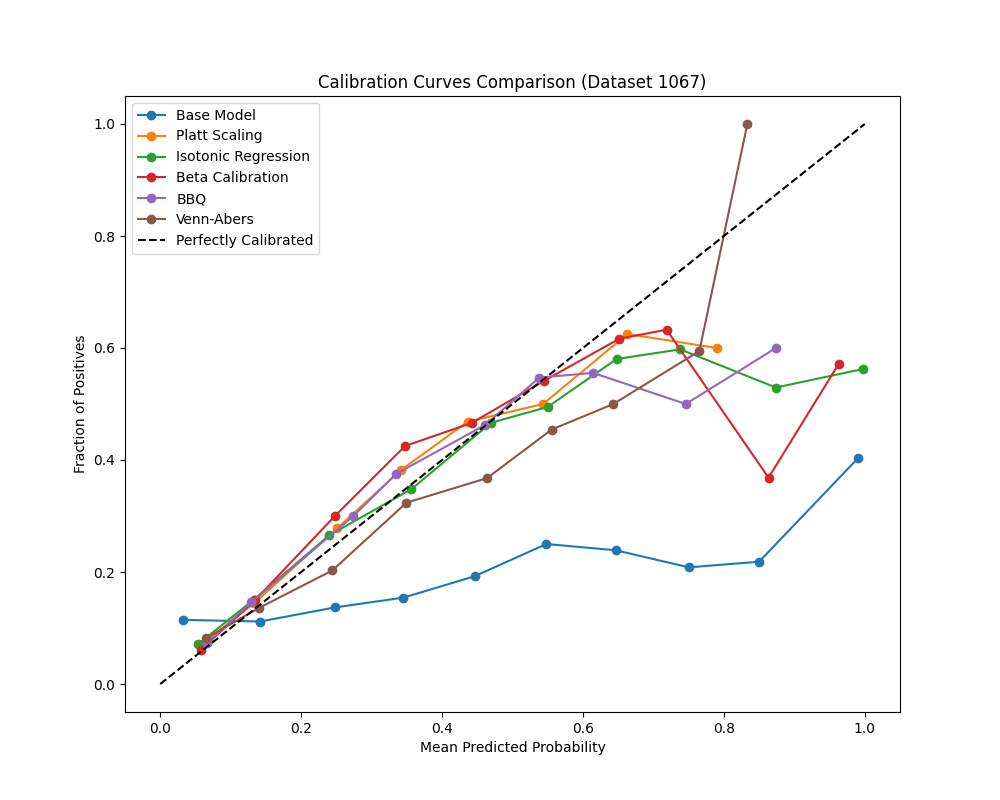 Calibration Curves Comparison (Dataset 1067)
Base Model
Platt Scaling
Isotonic Regression
Beta Calibration
BBQ
Venn-Abers
Perfectly Calibrated
Fraction of Positives
1.0
0.8
0.6
0.4
0.2
0.0
0.0 0.2 0.4 0.6 0.8 1.0
Mean Predicted Probability